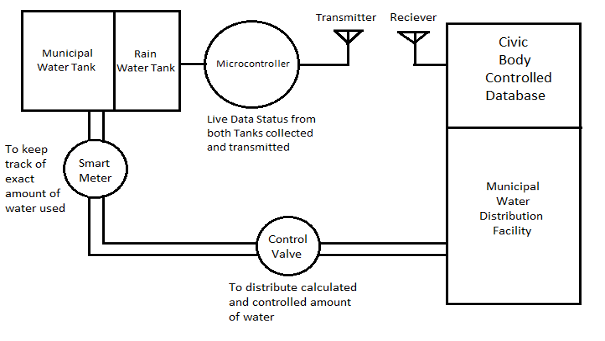 Transmitter
Reciever
Municipal
Water Tank
Rain
Water Tank
Microcontroller
Civic
Body
Controlled
Database
Live Data Status from
both Tanks collected
and transmitted
To keep
track of
exact
amount of
water used
Smart
Meter
Municipal
Water
Distribution
Facility
Control
Valve
To distribute calculated
and controlled amount
of water